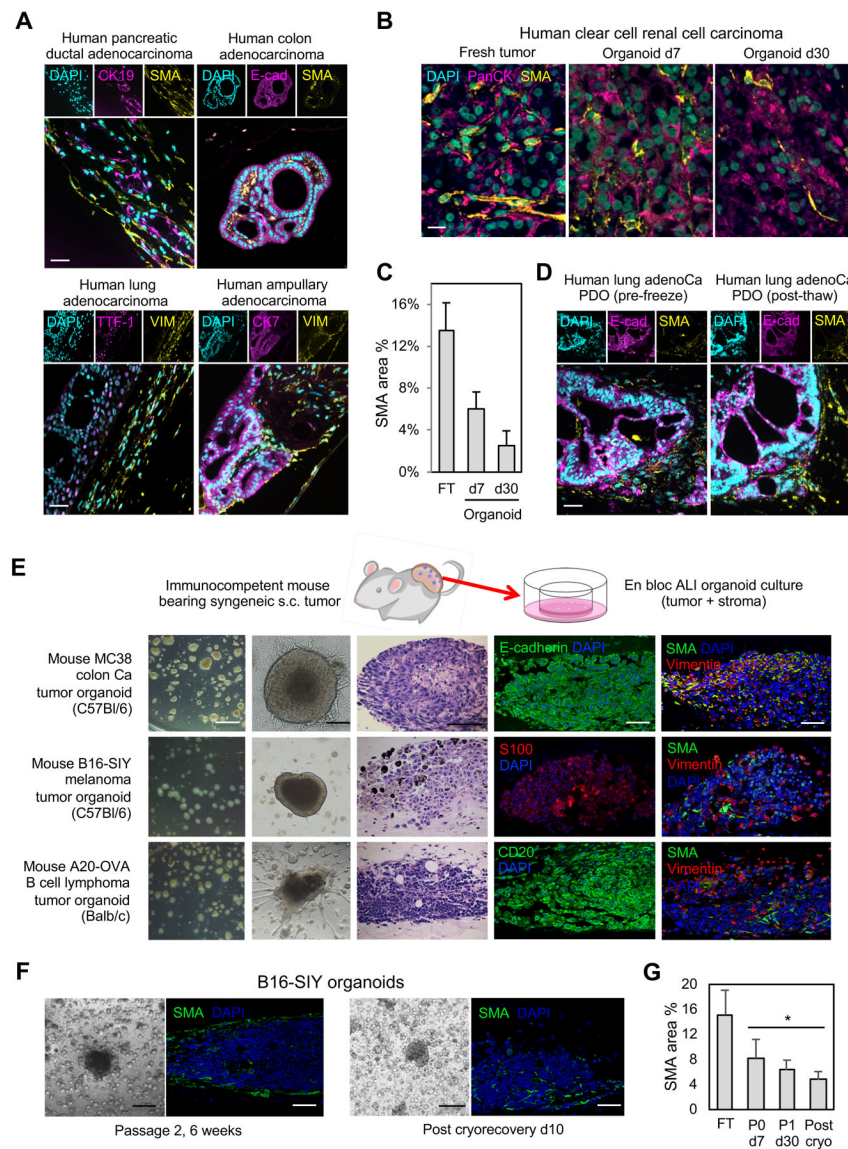 A
Human pancreatic
ductal adenocarcinoma
DAPI
CK19
SMA
Human colon
adenocarcinoma
DAPI
E-cad
SMA
Human lung
adenocarcinoma
DAPI
TTF-1
VIM
Human ampullary
adenocarcinoma
DAPI
CK7
VIM
B
Human clear cell renal cell carcinoma
Fresh tumor
Organoid d7
Organoid d30
DAPI PanCK SMA
C
16%
12%
8%
4%
0%
SMA area %
FT
d7
d30
Organoid
D
Human lung adenoCa
PDO (pre-freeze)
DAPI
E-cad
SMA
Human lung adenoCa
PDO (post-thaw)
DAPI
E-cad
SMA
E
Immunocompetent mouse
bearing syngeneic s.c. tumor
En bloc ALI organoid culture
(tumor + stroma)
Mouse MC38
colon Ca
tumor organoid
(C57Bl/6)
E-cadherin DAPI
SMA DAPI
Vimentin
Mouse B16-SIY
melanoma
tumor organoid
(C57Bl/6)
S100
DAPI
SMA
Vimentin
DAPI
Mouse A20-OVA
B cell lymphoma
tumor organoid
(Balb/c)
CD20
DAPI
SMA
Vimentin
DAPI
F
B16-SIY organoids
SMA DAPI
SMA DAPI
Passage 2, 6 weeks
Post cryorecovery d10
G
20
16
12
8
4
0
SMA area %
*
FT
P0
d7
P1
d30
Post
cryo